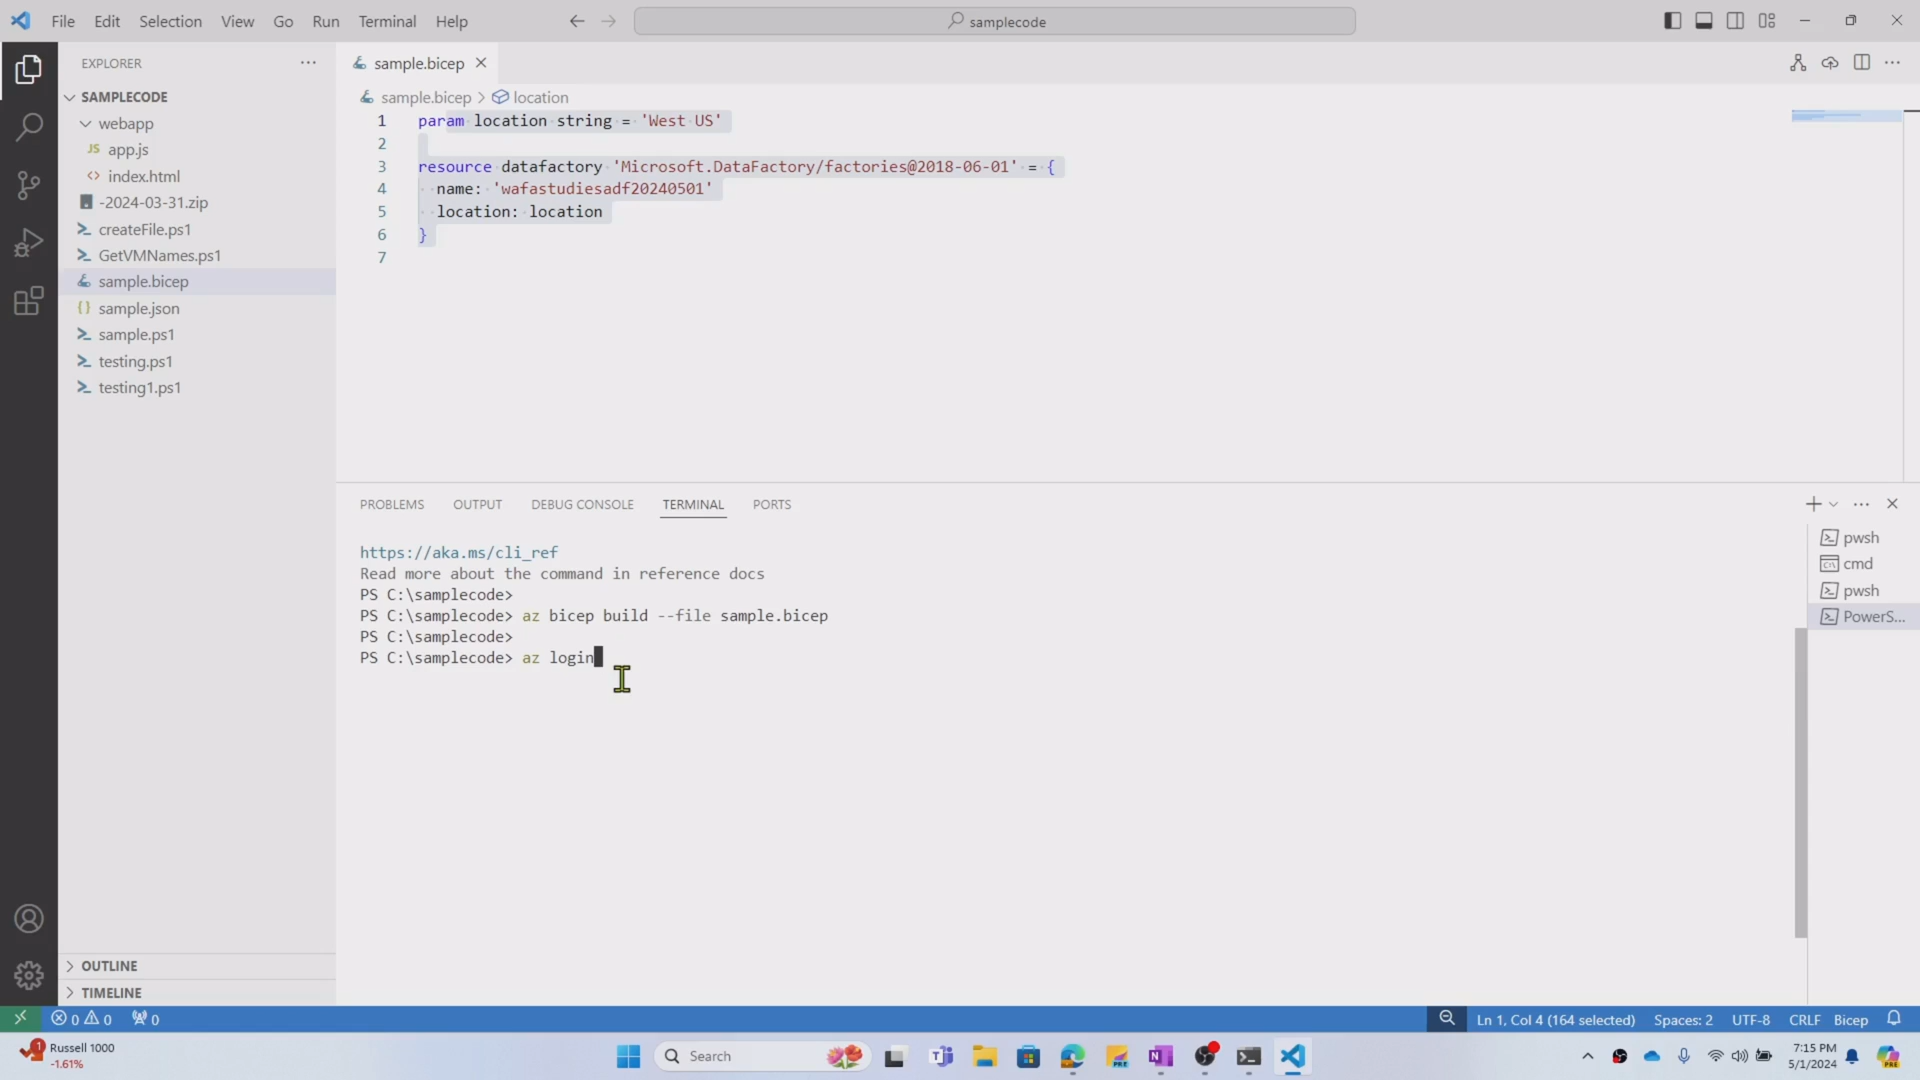 File Edit Selection View Go Run Terminal Help
samplecode
EXPLORER
SAMPLECODE
webapp
JS app.js
<> index.html
-2024-03-31.zip
createFile.ps1
GetVMNames.ps1
sample.bicep
{} sample.json
sample.ps1
testing.ps1
testing1.ps1
OUTLINE
TIMELINE
sample.bicep
sample.bicep > location
1 param location string = 'West US'
2
3 resource datafactory 'Microsoft.DataFactory/factories@2018-06-01' = {
4 name: 'wafastudiesadf20240501'
5 location: location
6 }
7
PROBLEMS OUTPUT DEBUG CONSOLE TERMINAL PORTS
https://aka.ms/cli_ref
Read more about the command in reference docs
PS C:\samplecode>
PS C:\samplecode> az bicep build --file sample.bicep
PS C:\samplecode>
PS C:\samplecode> az login
pwsh
cmd
pwsh
PowerS...
0 0 0
Ln 1, Col 4 (164 selected) Spaces: 2 UTF-8 CRLF Bicep
1
Russell 1000
-1.61%
Search
PRE
7:15 PM
5/1/2024
PRE